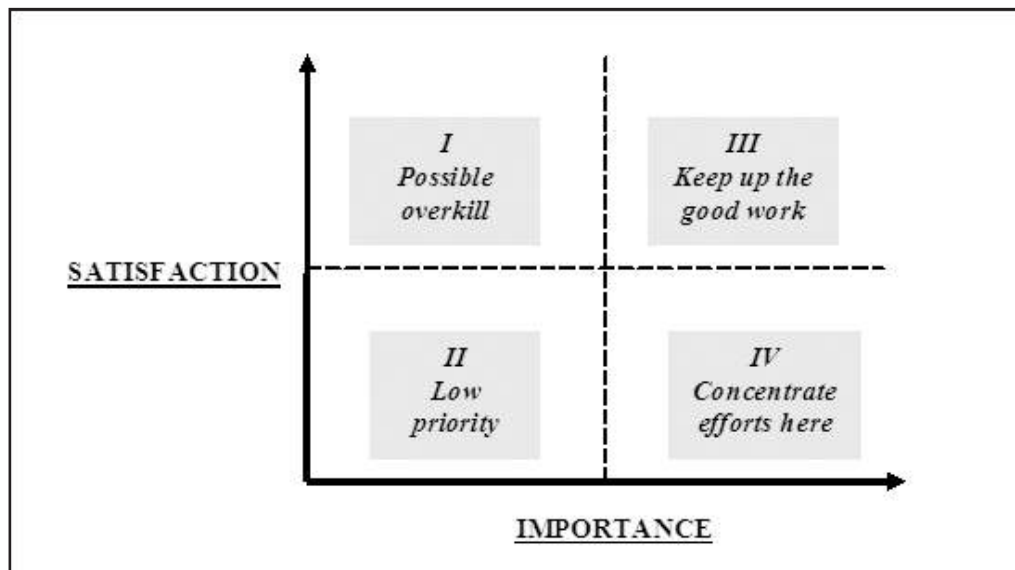 I
Possible
overkill
III
Keep up the
good work
SATISFACTION
II
Low
priority
IV
Concentrate
efforts here
IMPORTANCE